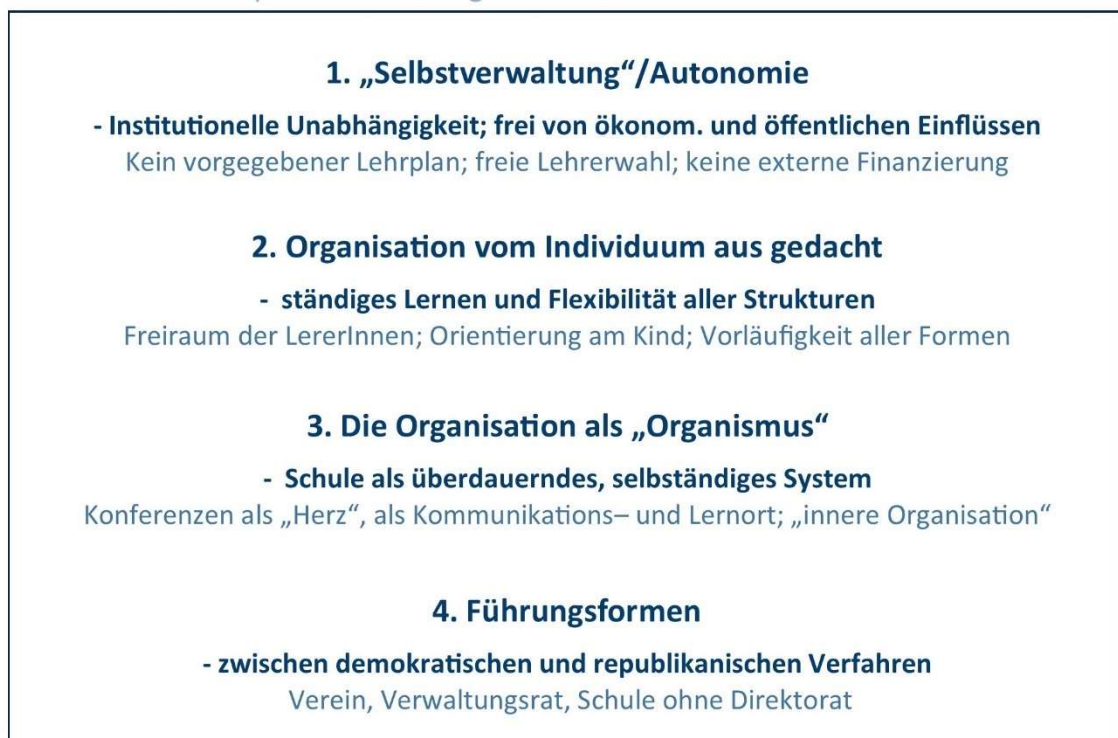 1. „Selbstverwaltung“/Autonomie
- Institutionelle Unabhängigkeit; frei von ökonom. und öffentlichen Einflüssen
Kein vorgegebener Lehrplan; freie Lehrerwahl; keine externe Finanzierung
2. Organisation vom Individuum aus gedacht
- ständiges Lernen und Flexibilität aller Strukturen
Freiraum der LererInnen; Orientierung am Kind; Vorläufigkeit aller Formen
3. Die Organisation als „Organismus“
- Schule als überdauerndes, selbständiges System
Konferenzen als „Herz“, als Kommunikations– und Lernort; „innere Organisation“
4. Führungsformen
- zwischen demokratischen und republikanischen Verfahren
Verein, Verwaltungsrat, Schule ohne Direktorat